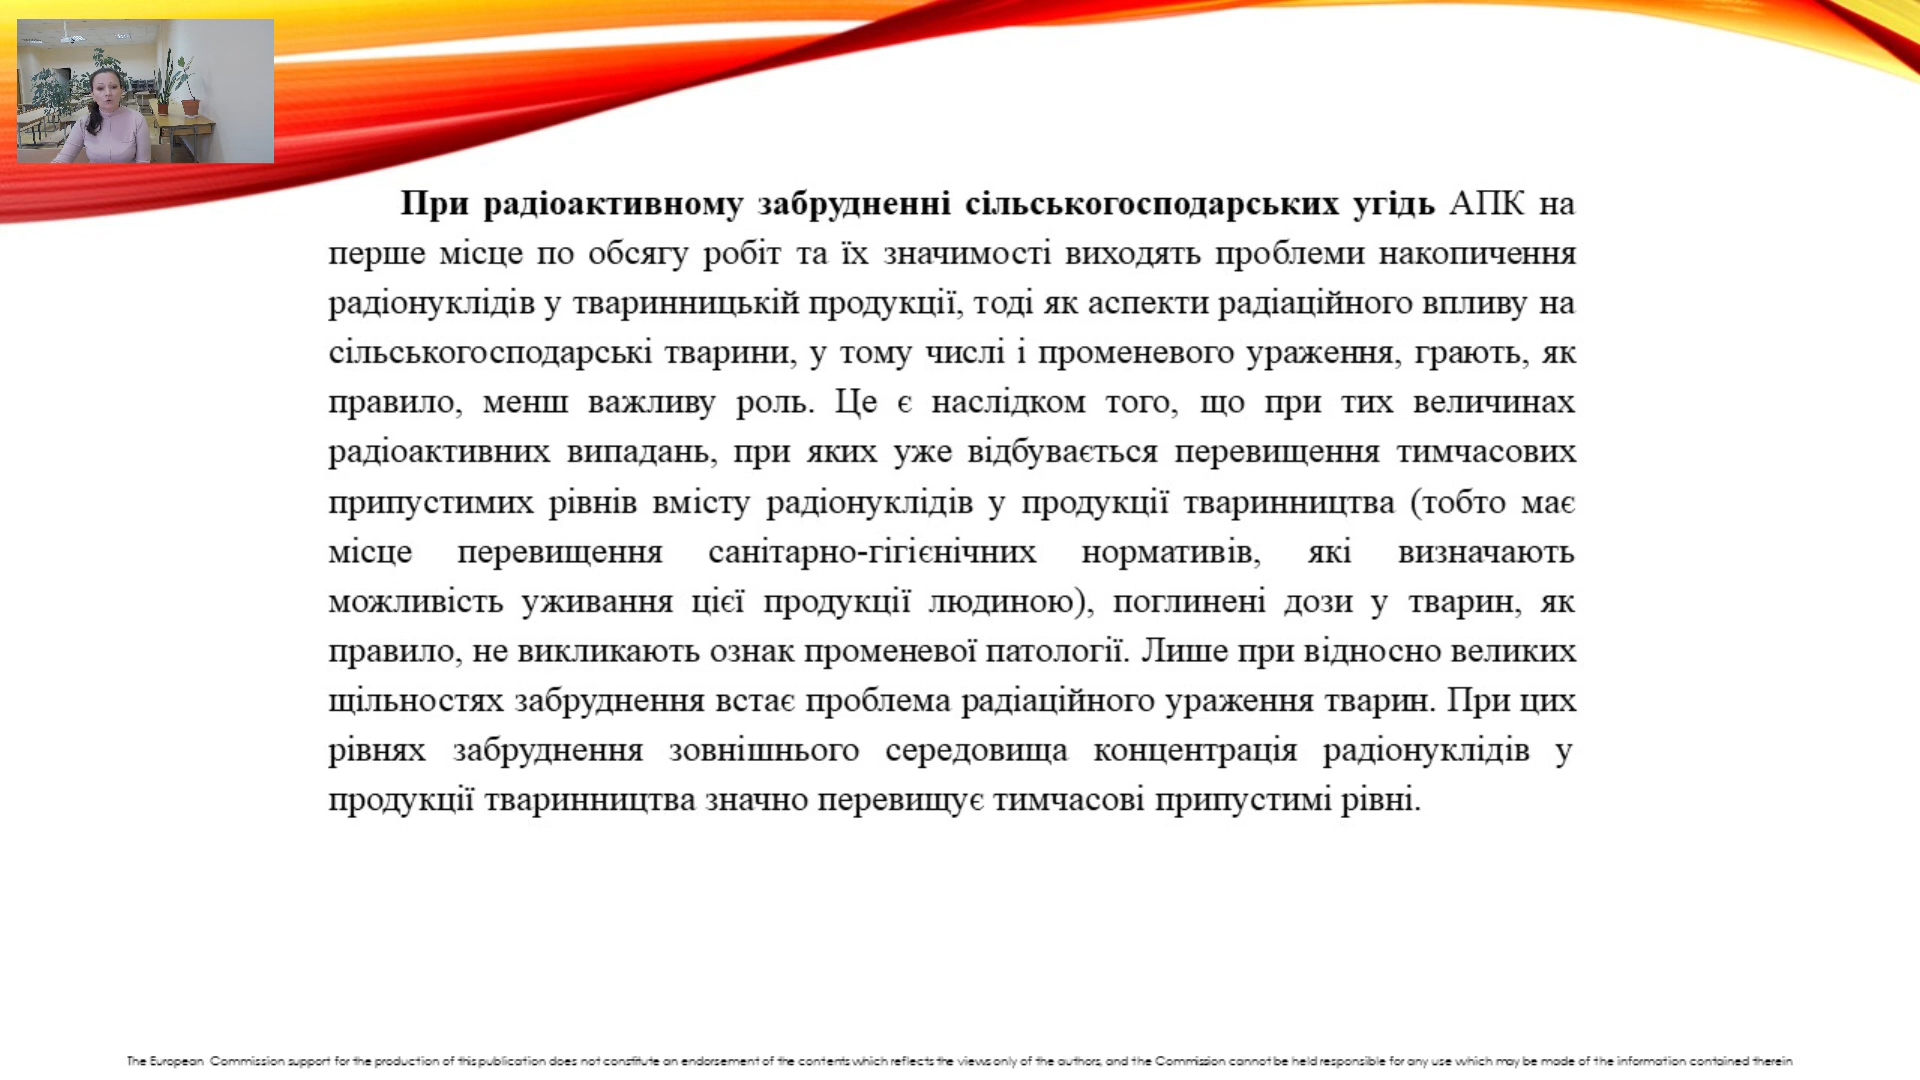 При радіоактивному забрудненні сільськогосподарських угідь АПК на
перше місце по обсягу робіт та їх значимості виходять проблеми накопичення
радіонуклідів у тваринницькій продукції, тоді як аспекти радіаційного впливу на
сільськогосподарські тварини, у тому числі і променевого ураження, грають, як
правило, менш важливу роль. Це є наслідком того, що при тих величинах
радіоактивних випадань, при яких уже відбувається перевищення тимчасових
припустимих рівнів вмісту радіонуклідів у продукції тваринництва (тобто має
місце перевищення санітарно-гігієнічних нормативів, які визначають
можливість уживання цієї продукції людиною), поглинені дози у тварин, як
правило, не викликають ознак променевої патології. Лише при відносно великих
щільностях забруднення встає проблема радіаційного ураження тварин. При цих
рівнях забруднення зовнішнього середовища концентрація радіонуклідів у
продукції тваринництва значно перевищує тимчасові припустимі рівні.
The European Commission support for the production of this publication does not constitute an endorsement of the contents which reflects the views only of the authors, and the Commission cannot be held responsible for any use which may be made of the information contained therein